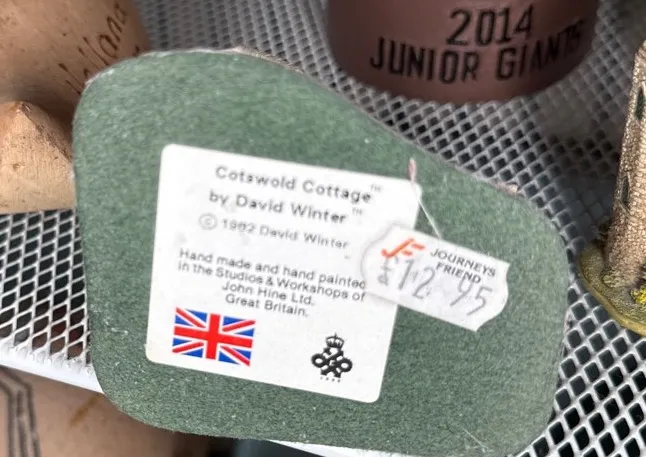 2014
JUNIOR GIANTS
Cotswold Cottage™
by David Winter™
© 1982 David Winter
Hand made and hand painted
in the Studios & Workshops of
John Hine Ltd.
Great Britain.
JF JOURNEYS
FRIEND
£12.95